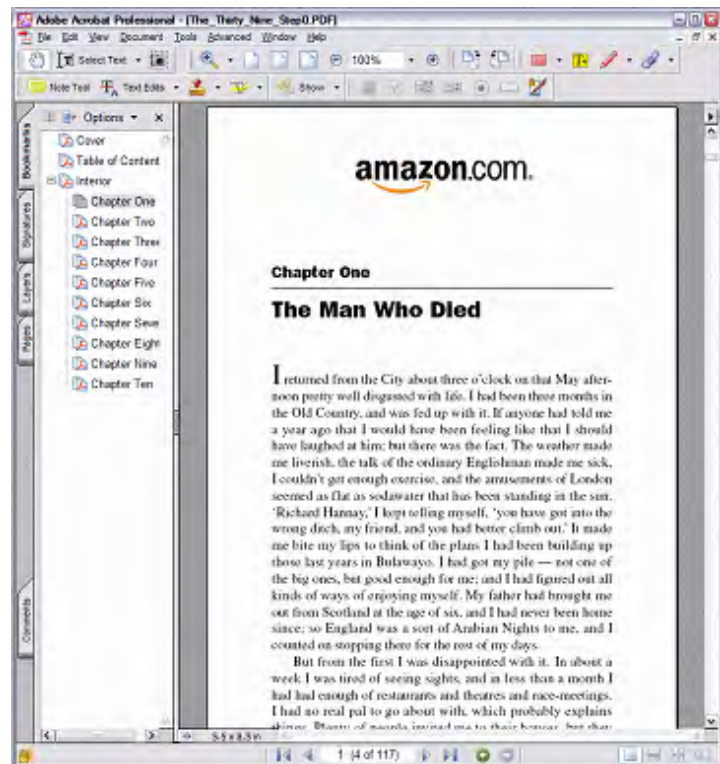 Adobe Acrobat Professional - [The_Thirty_Nine_Step0.PDF]
File Edit View Document Tools Advanced Window Help
Select Text 100%
Note Tool Text Edits Show
Options
Bookmarks
Signatures
Layers
Pages
Comments
Cover
Table of Content
Interior
Chapter One
Chapter Two
Chapter Three
Chapter Four
Chapter Five
Chapter Six
Chapter Seve
Chapter Eight
Chapter Nine
Chapter Ten
amazon.com.
Chapter One
The Man Who Died
I returned from the City about three o'clock on that May after-
noon pretty well disgusted with life. I had been three months in
the Old Country, and was fed up with it. If anyone had told me
a year ago that I would have been feeling like that I should
have laughed at him; but there was the fact. The weather made
me liverish, the talk of the ordinary Englishman made me sick,
I couldn't get enough exercise, and the amusements of London
seemed as flat as sodawater that has been standing in the sun.
'Richard Hannay,' I kept telling myself, 'you have got into the
wrong ditch, my friend, and you had better climb out.' It made
me bite my lips to think of the plans I had been building up
those last years in Bulawayo. I had got my pile — not one of
the big ones, but good enough for me; and I had figured out all
kinds of ways of enjoying myself. My father had brought me
out from Scotland at the age of six, and I had never been home
since; so England was a sort of Arabian Nights to me, and I
counted on stopping there for the rest of my days.
But from the first I was disappointed with it. In about a
week I was tired of seeing sights, and in less than a month I
had had enough of restaurants and theatres and race-meetings.
I had no real pal to go about with, which probably explains
things. Plenty of people invited me to their houses, but they
5.5 x 8.5 in
1 (4 of 117)